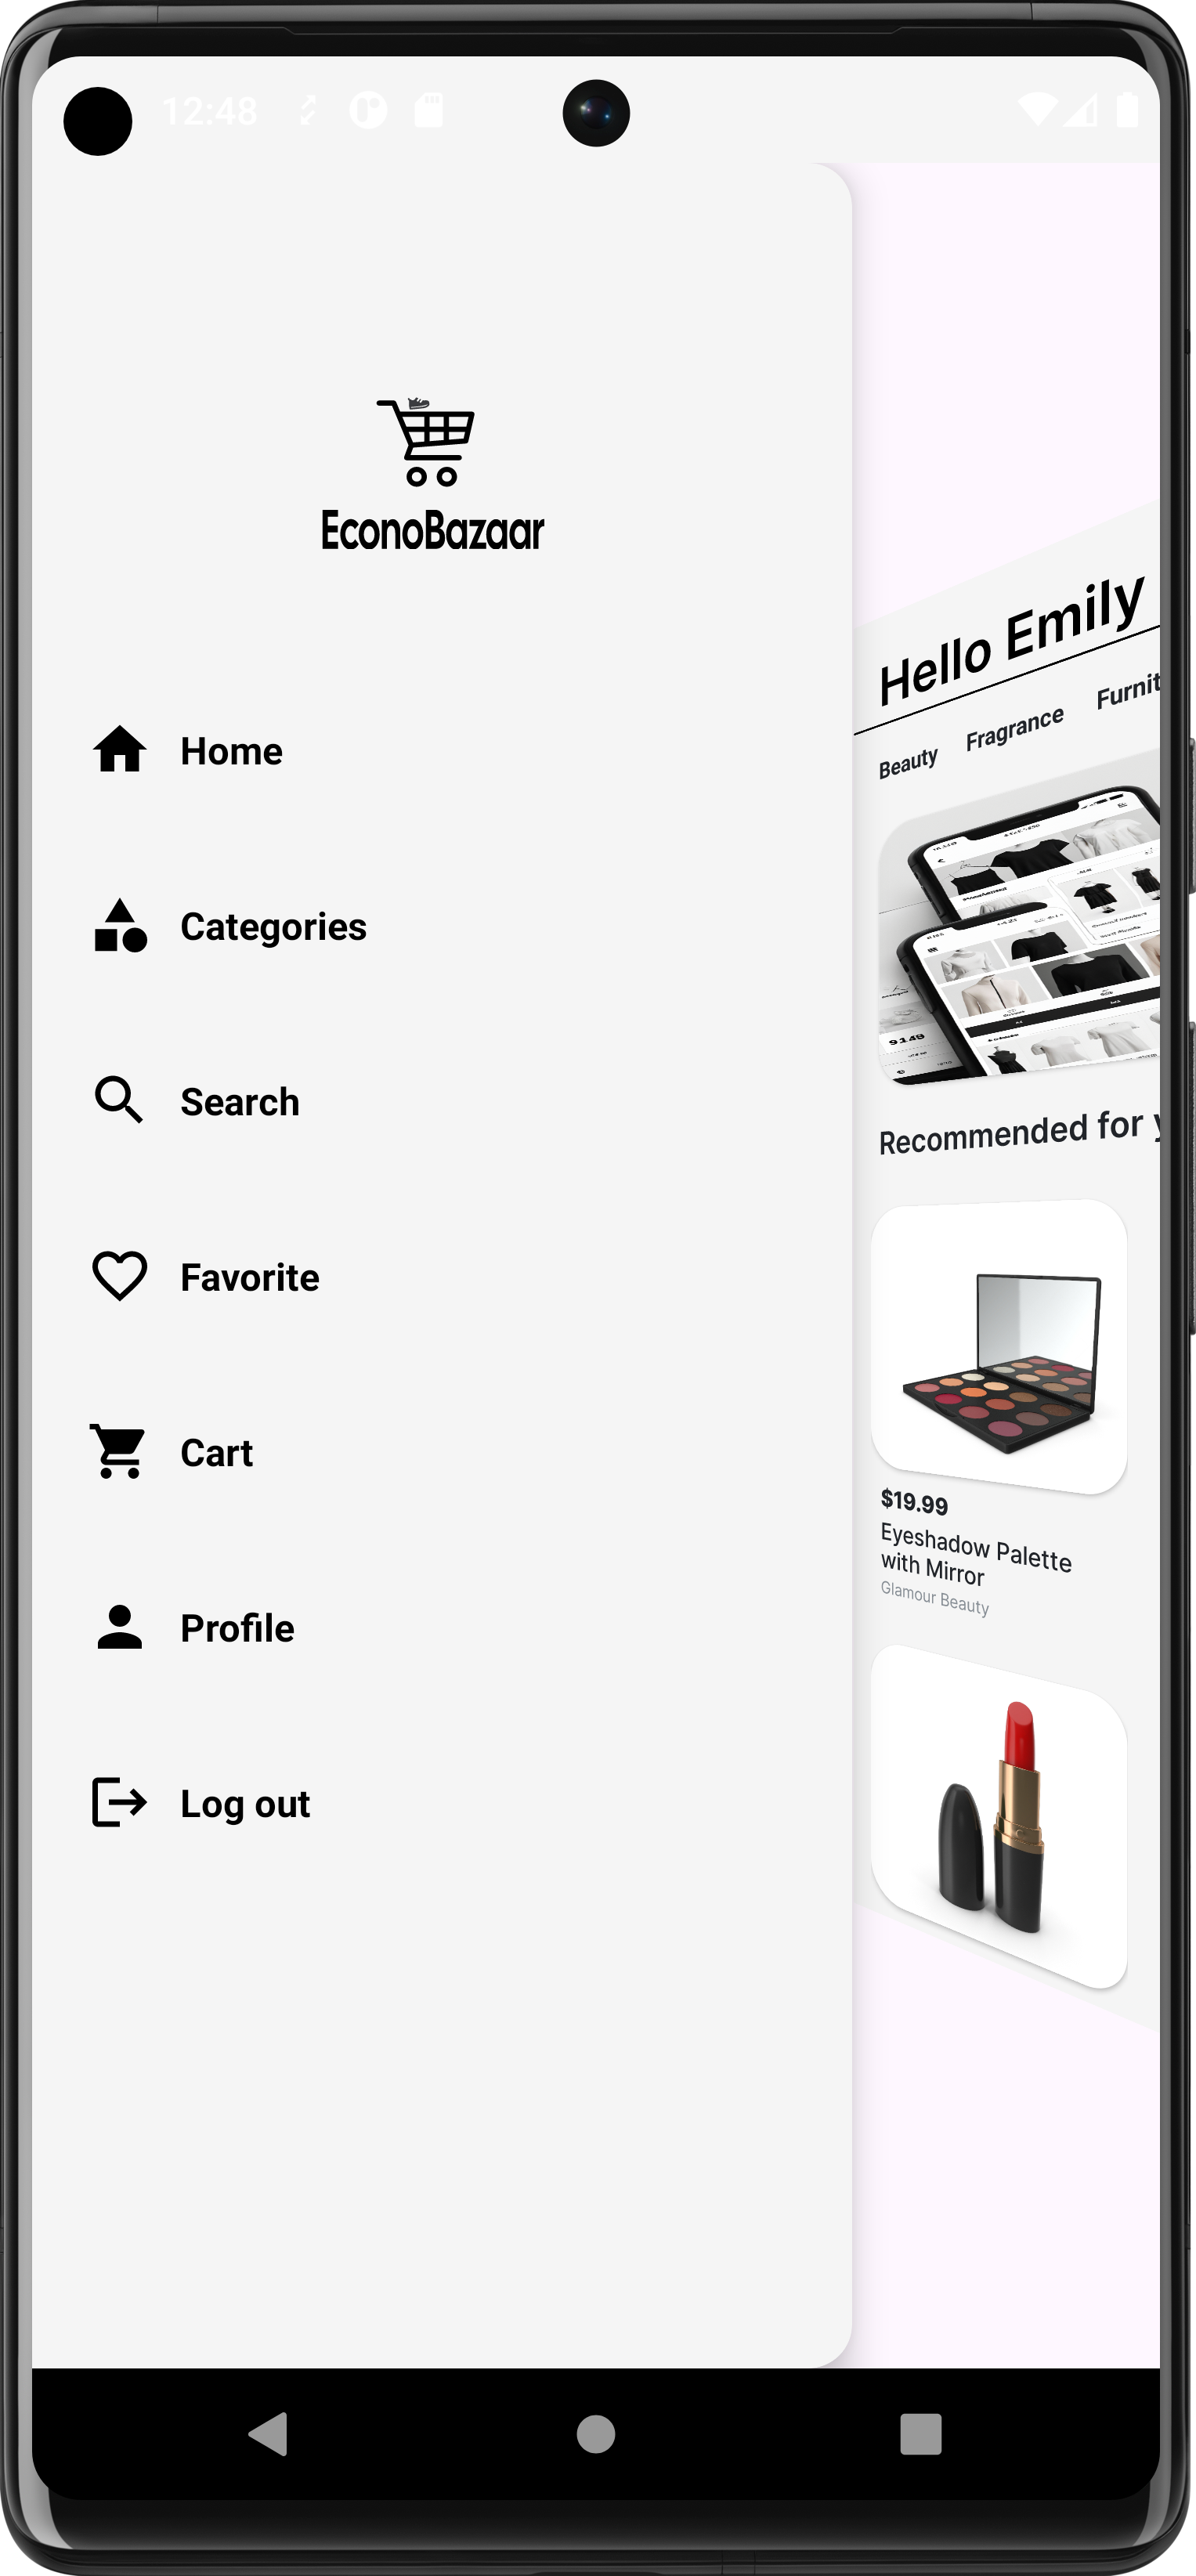 12:48
EconoBazaar
Home
Categories
Search
Favorite
Cart
Profile
Log out
Hello Emily
Beauty Fragrance Furnit
Recommended for y
$19.99
Eyeshadow Palette
with Mirror
Glamour Beauty